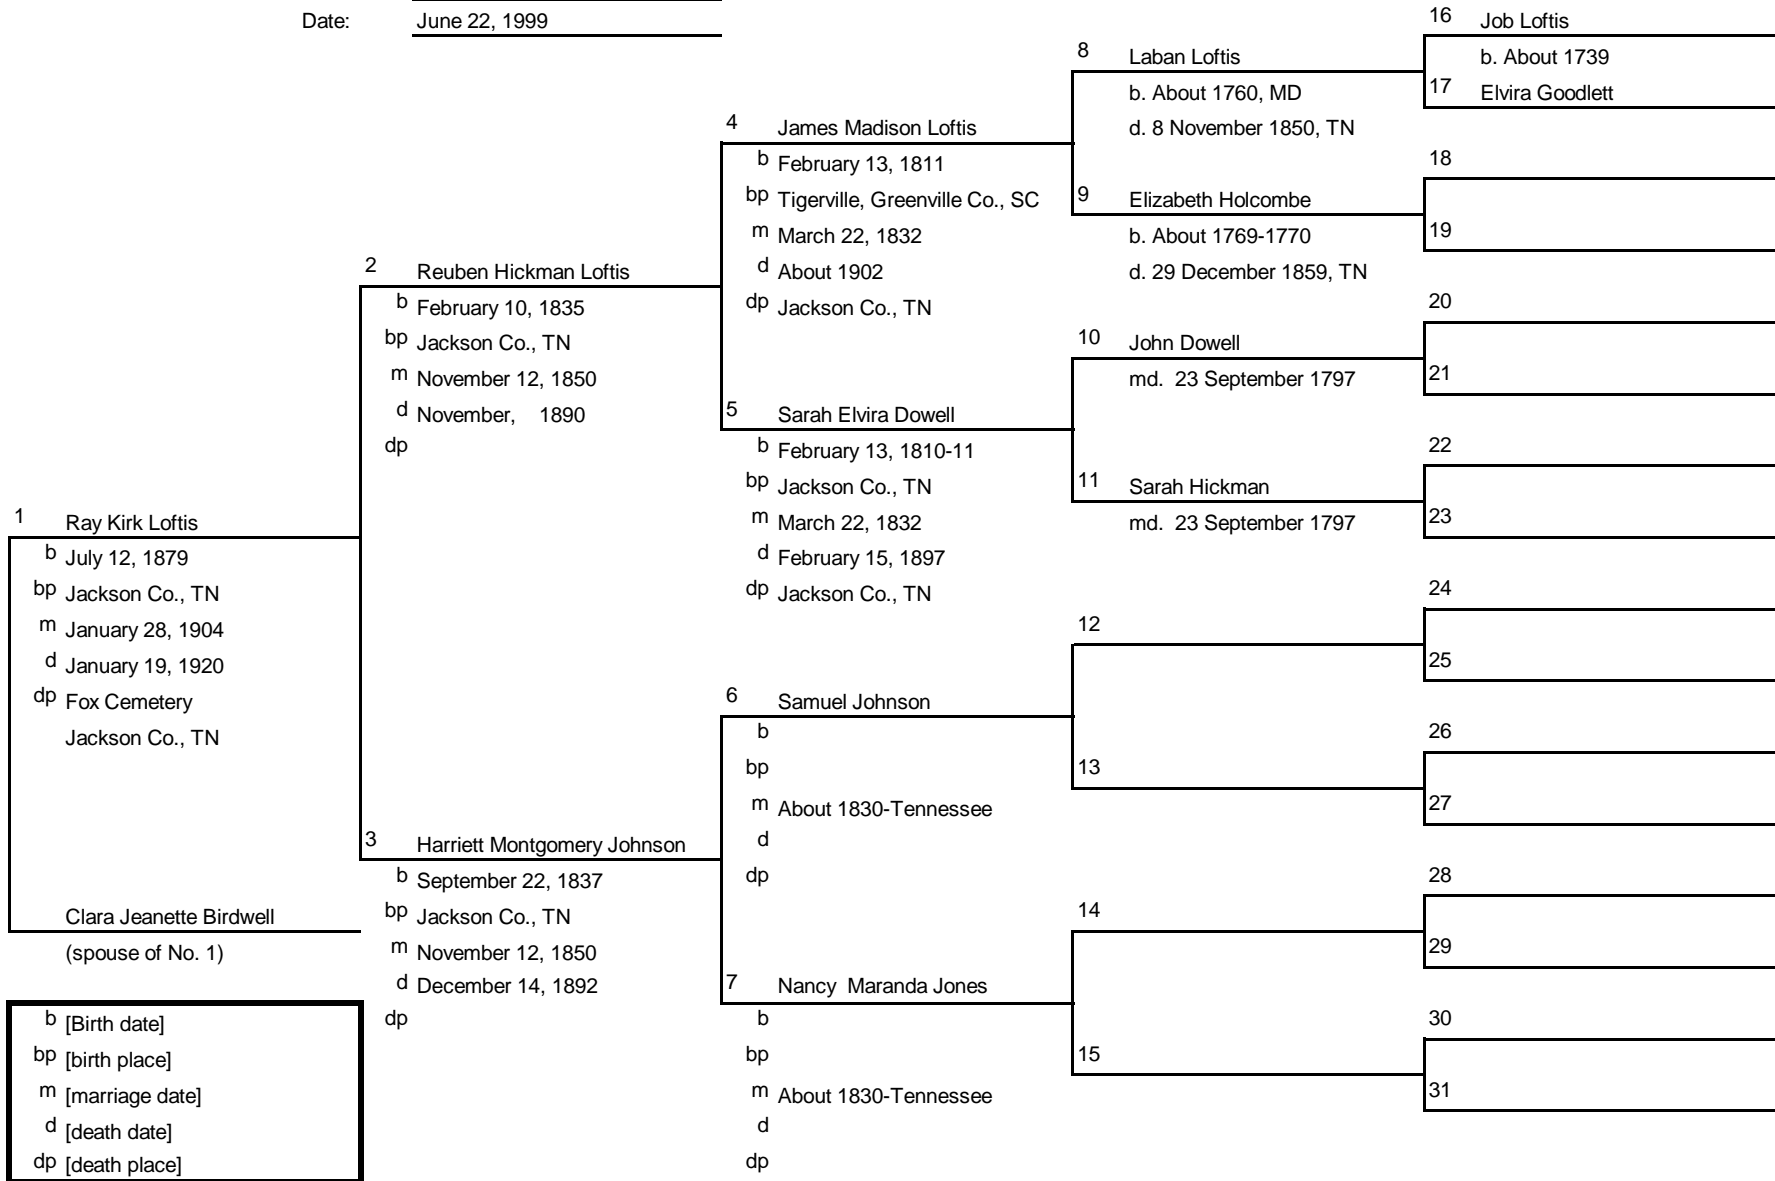 Date: June 22, 1999
1 Ray Kirk Loftis
b July 12, 1879
bp Jackson Co., TN
m January 28, 1904
d January 19, 1920
dp Fox Cemetery
Jackson Co., TN
Clara Jeanette Birdwell
(spouse of No. 1)
b [Birth date]
bp [birth place]
m [marriage date]
d [death date]
dp [death place]
2 Reuben Hickman Loftis
b February 10, 1835
bp Jackson Co., TN
m November 12, 1850
d November, 1890
dp
3 Harriett Montgomery Johnson
b September 22, 1837
bp Jackson Co., TN
m November 12, 1850
d December 14, 1892
dp
4 James Madison Loftis
b February 13, 1811
bp Tigerville, Greenville Co., SC
m March 22, 1832
d About 1902
dp Jackson Co., TN
5 Sarah Elvira Dowell
b February 13, 1810-11
bp Jackson Co., TN
m March 22, 1832
d February 15, 1897
dp Jackson Co., TN
6 Samuel Johnson
b
bp
m About 1830-Tennessee
d
dp
7 Nancy Maranda Jones
b
bp
m About 1830-Tennessee
d
dp
8 Laban Loftis
b. About 1760, MD
d. 8 November 1850, TN
9 Elizabeth Holcombe
b. About 1769-1770
d. 29 December 1859, TN
10 John Dowell
md. 23 September 1797
11 Sarah Hickman
md. 23 September 1797
12
13
14
15
16 Job Loftis
b. About 1739
17 Elvira Goodlett
18
19
20
21
22
23
24
25
26
27
28
29
30
31